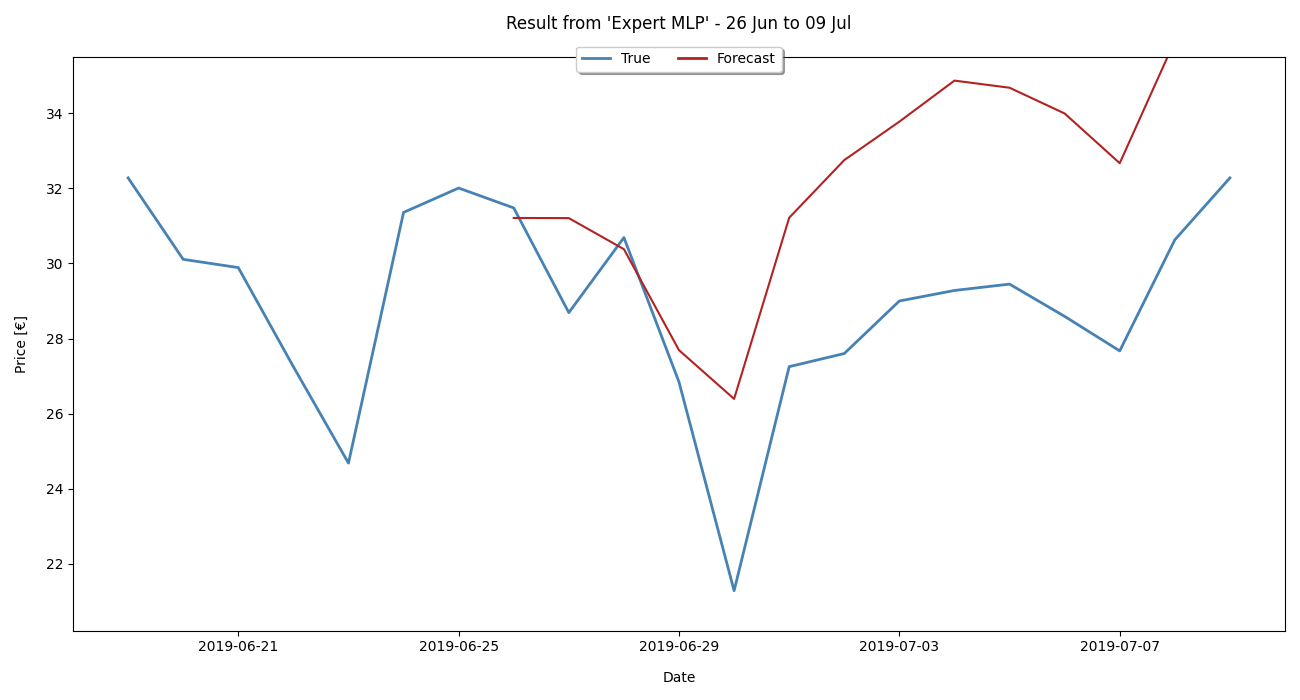 Result from 'Expert MLP' - 26 Jun to 09 Jul
True Forecast
34
32
30
28
26
24
22
Price [€]
2019-06-21 2019-06-25 2019-06-29 2019-07-03 2019-07-07
Date